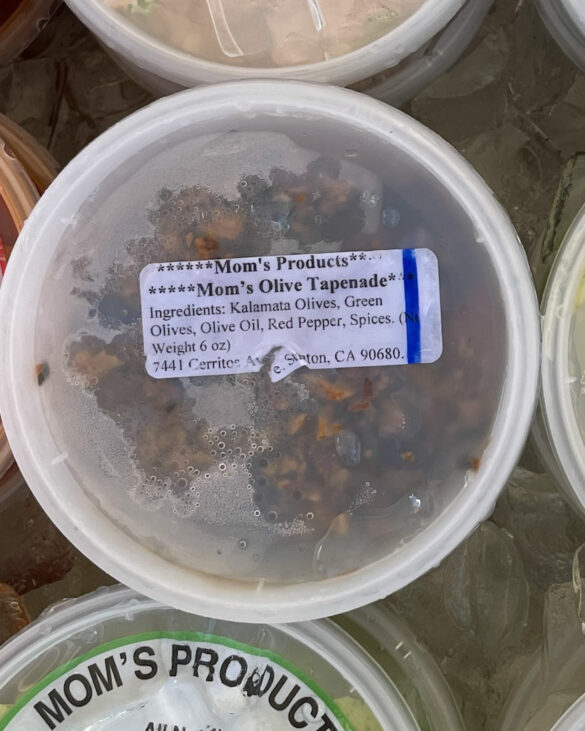 ******Mom's Products**
*****Mom's Olive Tapenade*
Ingredients: Kalamata Olives, Green
Olives, Olive Oil, Red Pepper, Spices.
Weight 6 oz)
7441 Cerritos CA 90680.
MOM'S PRODUCT